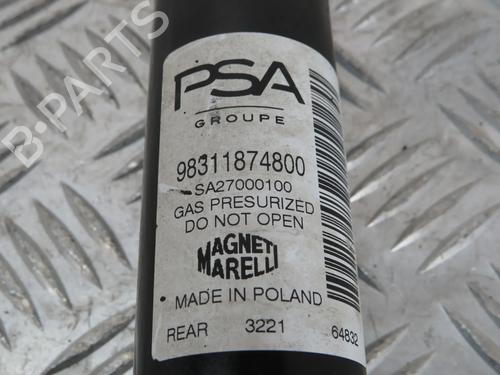 PSA
GROUPE
98311874800
SA27000100
GAS PRESURIZED
DO NOT OPEN
MAGNETI
MARELLI
MADE IN POLAND
REAR 3221 64832
B-PARTS